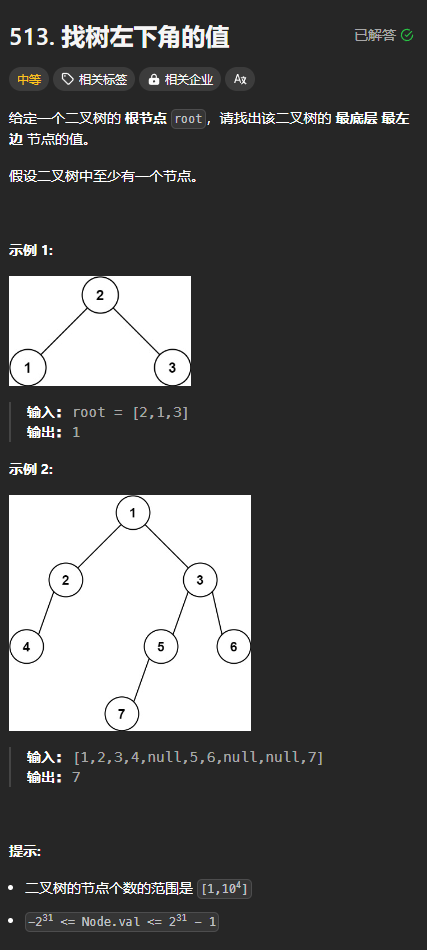 513. 找树左下角的值
已解答
中等 相关标签 相关企业 A文
给定一个二叉树的 根节点 root，请找出该二叉树的 最底层 最左
边 节点的值。
假设二叉树中至少有一个节点。
示例 1:
2
1 3
输入: root = [2,1,3]
输出: 1
示例 2:
1
2 3
4 5 6
7
输入: [1,2,3,4,null,5,6,null,null,7]
输出: 7
提示:
• 二叉树的节点个数的范围是 [1,10⁴]
• -2³¹ <= Node.val <= 2³¹ - 1